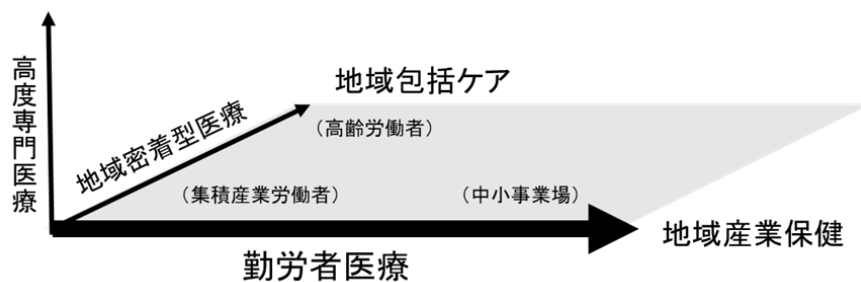 高度専門医療
地域密着型医療
地域包括ケア
（高齢労働者）
（集積産業労働者）
（中小事業場）
地域産業保健
勤労者医療